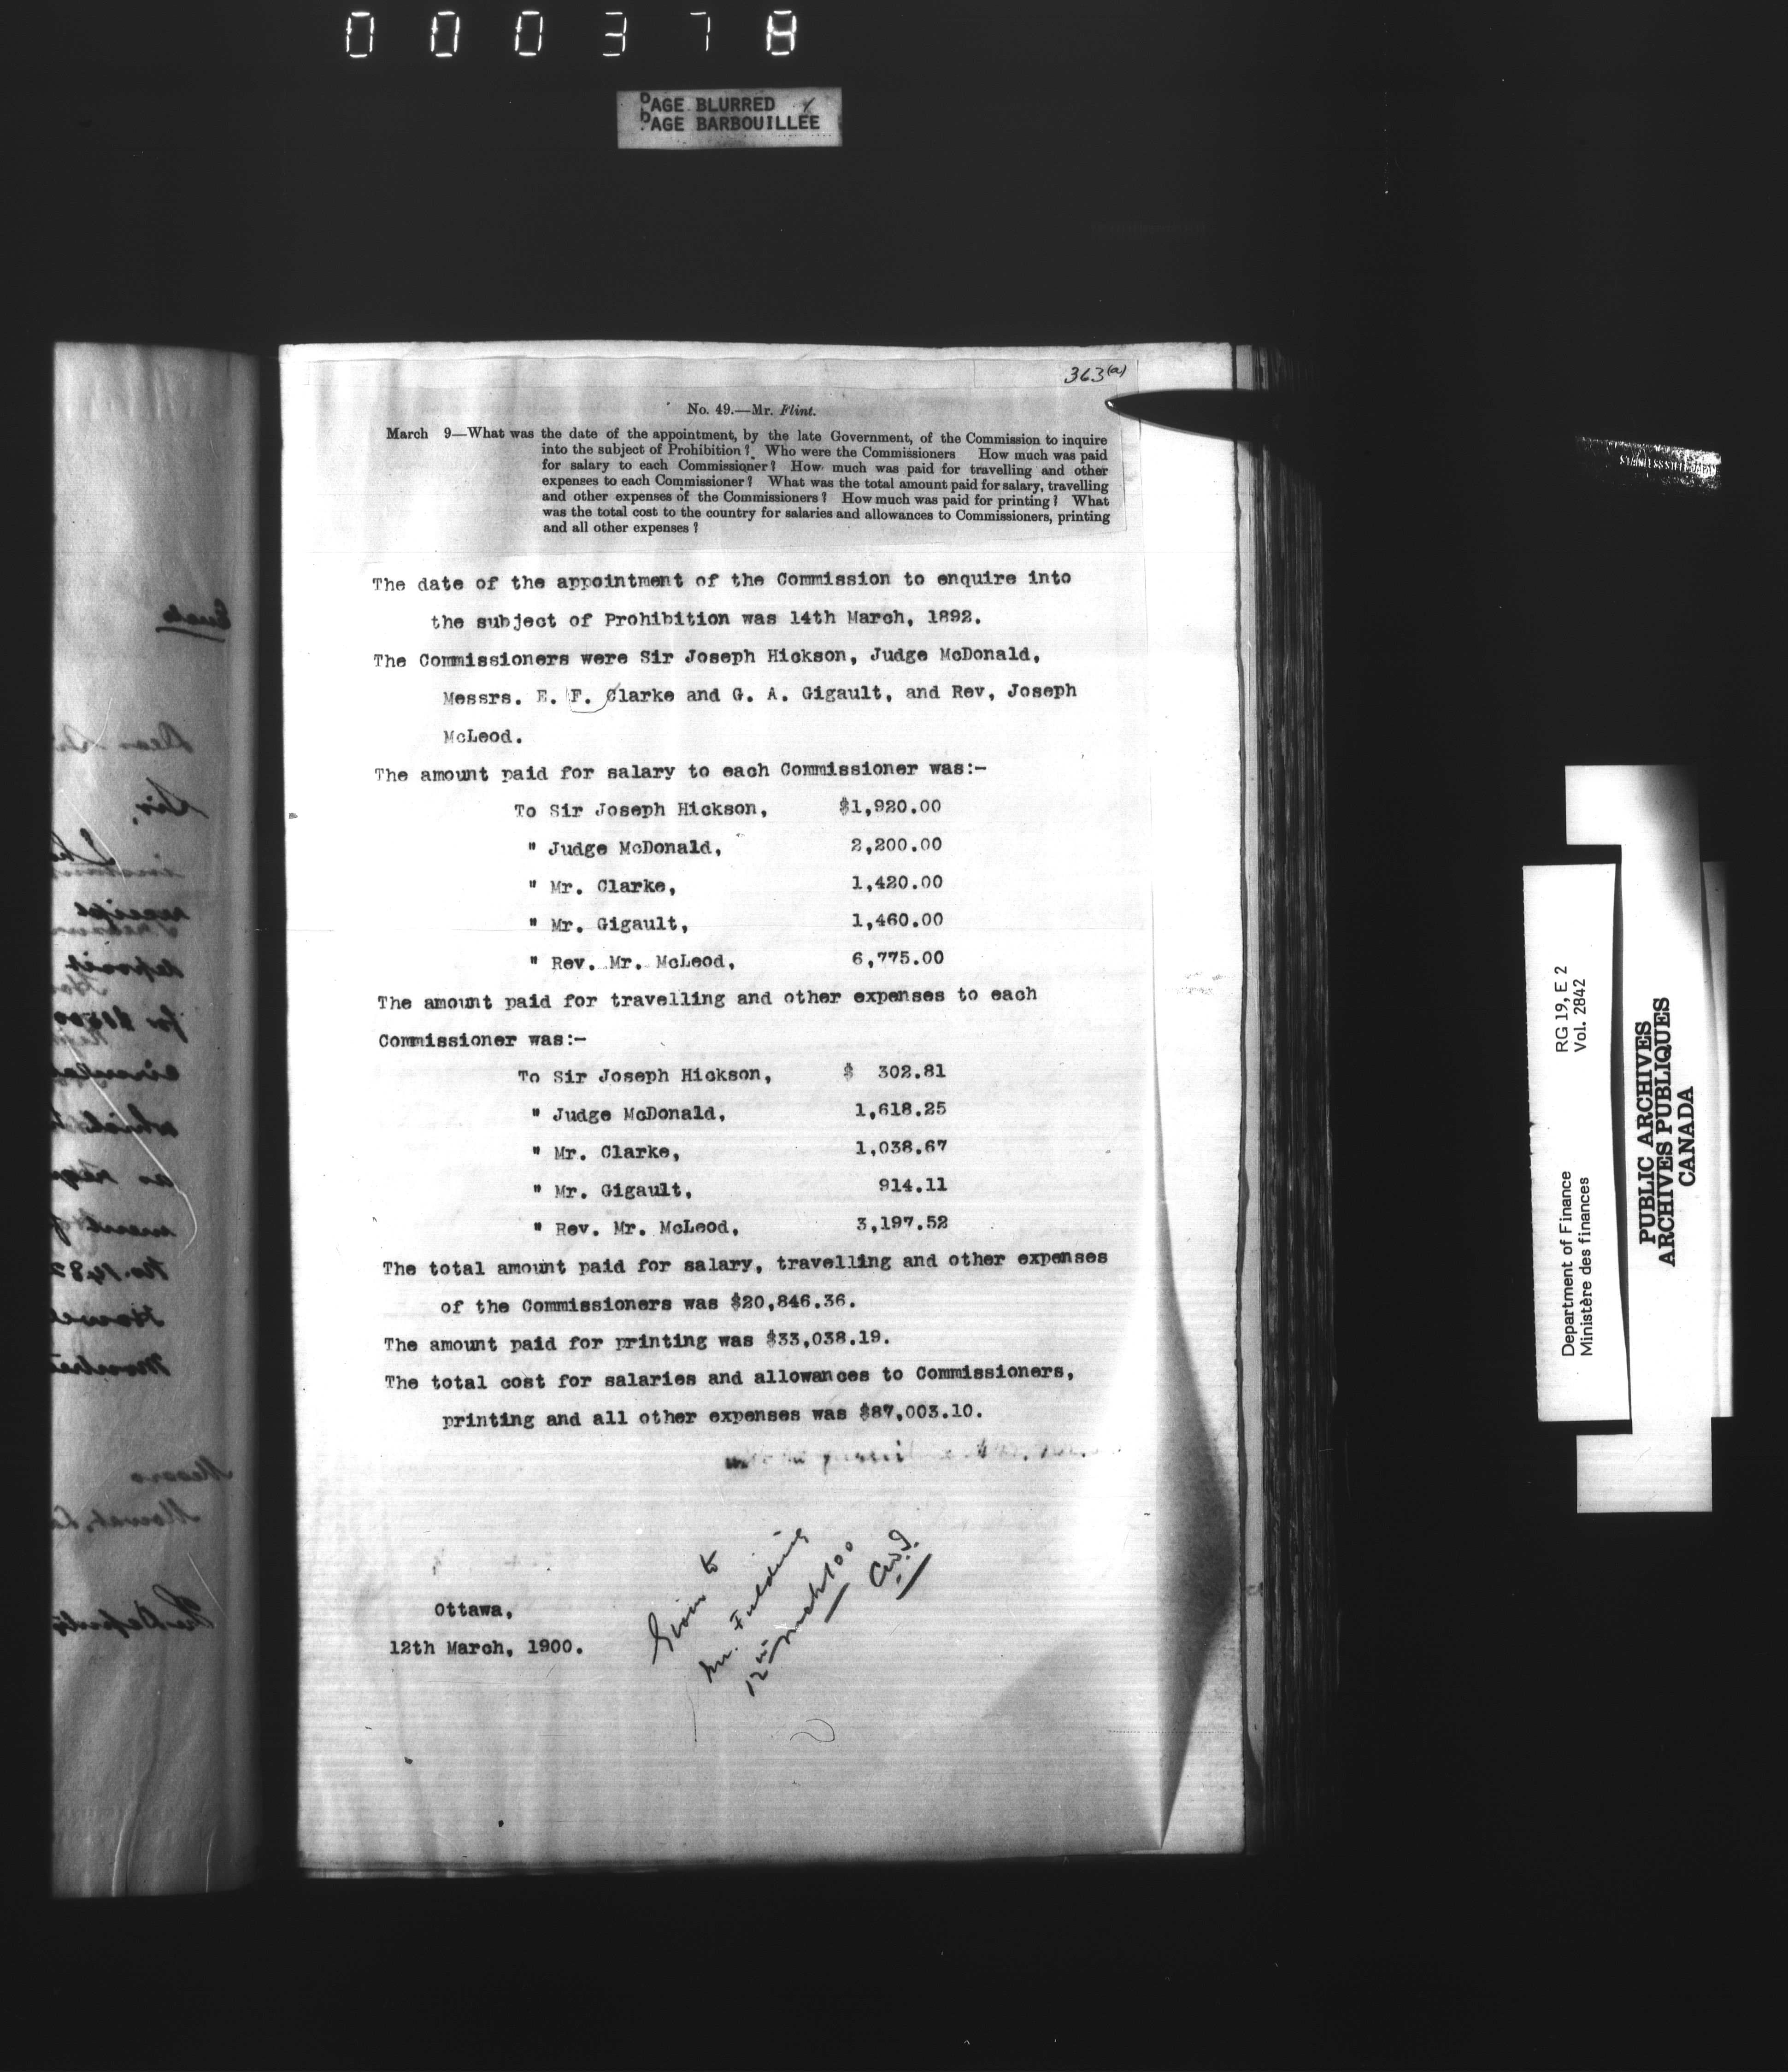 000378
PAGE BLURRED
PAGE BARBOUILLÉE
363(a)
No. 49.—Mr. Flint.
March 9—What was the date of the appointment, by the late Government, of the Commission to inquire
into the subject of Prohibition? Who were the Commissioners How much was paid
for salary to each Commissioner? How much was paid for travelling and other
expenses to each Commissioner? What was the total amount paid for salary, travelling
and other expenses of the Commissioners? How much was paid for printing? What
was the total cost to the country for salaries and allowances to Commissioners, printing
and all other expenses?
The date of the appointment of the Commission to enquire into
the subject of Prohibition was 14th March, 1892.
The Commissioners were Sir Joseph Hickson, Judge McDonald,
Messrs. E. F. Clarke and G. A. Gigault, and Rev, Joseph
McLeod.
The amount paid for salary to each Commissioner was:-
To Sir Joseph Hickson, $1,920.00
" Judge McDonald, 2,200.00
" Mr. Clarke, 1,420.00
" Mr. Gigault, 1,460.00
" Rev. Mr. McLeod, 6,775.00
The amount paid for travelling and other expenses to each
Commissioner was:-
To Sir Joseph Hickson, $ 302.81
" Judge McDonald, 1,618.25
" Mr. Clarke, 1,038.67
" Mr. Gigault, 914.11
" Rev. Mr. McLeod, 3,197.52
The total amount paid for salary, travelling and other expenses
of the Commissioners was $20,846.36.
The amount paid for printing was $33,038.19.
The total cost for salaries and allowances to Commissioners,
printing and all other expenses was $87,003.10.
Ottawa,
12th March, 1900.
Given to
Mr. Fielding
12th March 1900
STAINLESS STEEL JAPAN
Department of Finance RG 19, E 2
Ministère des finances Vol. 2842
PUBLIC ARCHIVES
ARCHIVES PUBLIQUES
CANADA